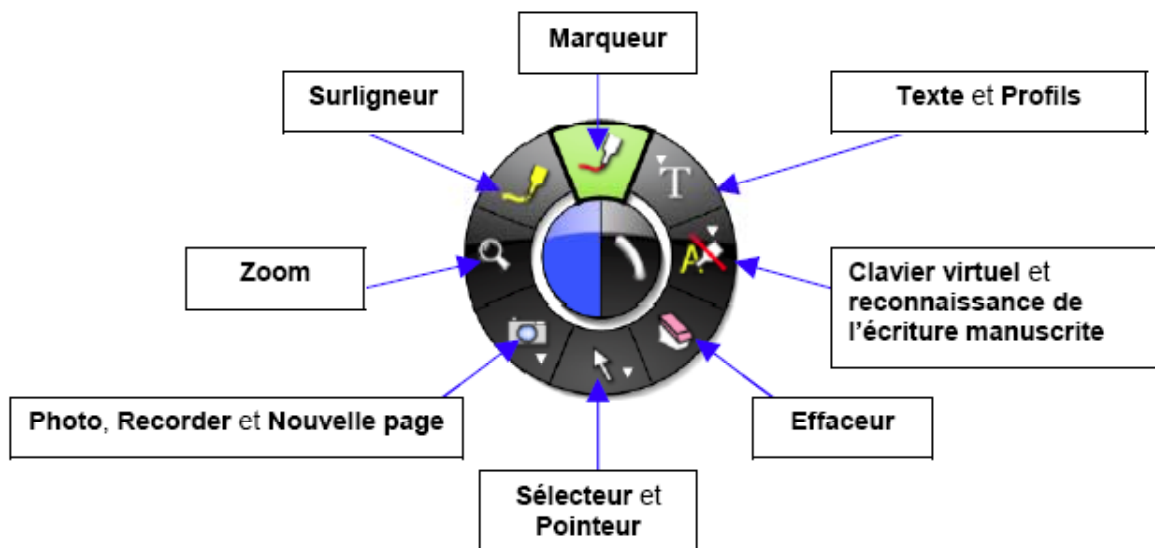 Marqueur
Surligneur
Texte et Profils
T
A
Zoom
Clavier virtuel et
reconnaissance de
l'écriture manuscrite
Photo, Recorder et Nouvelle page
Effaceur
Sélecteur et
Pointeur